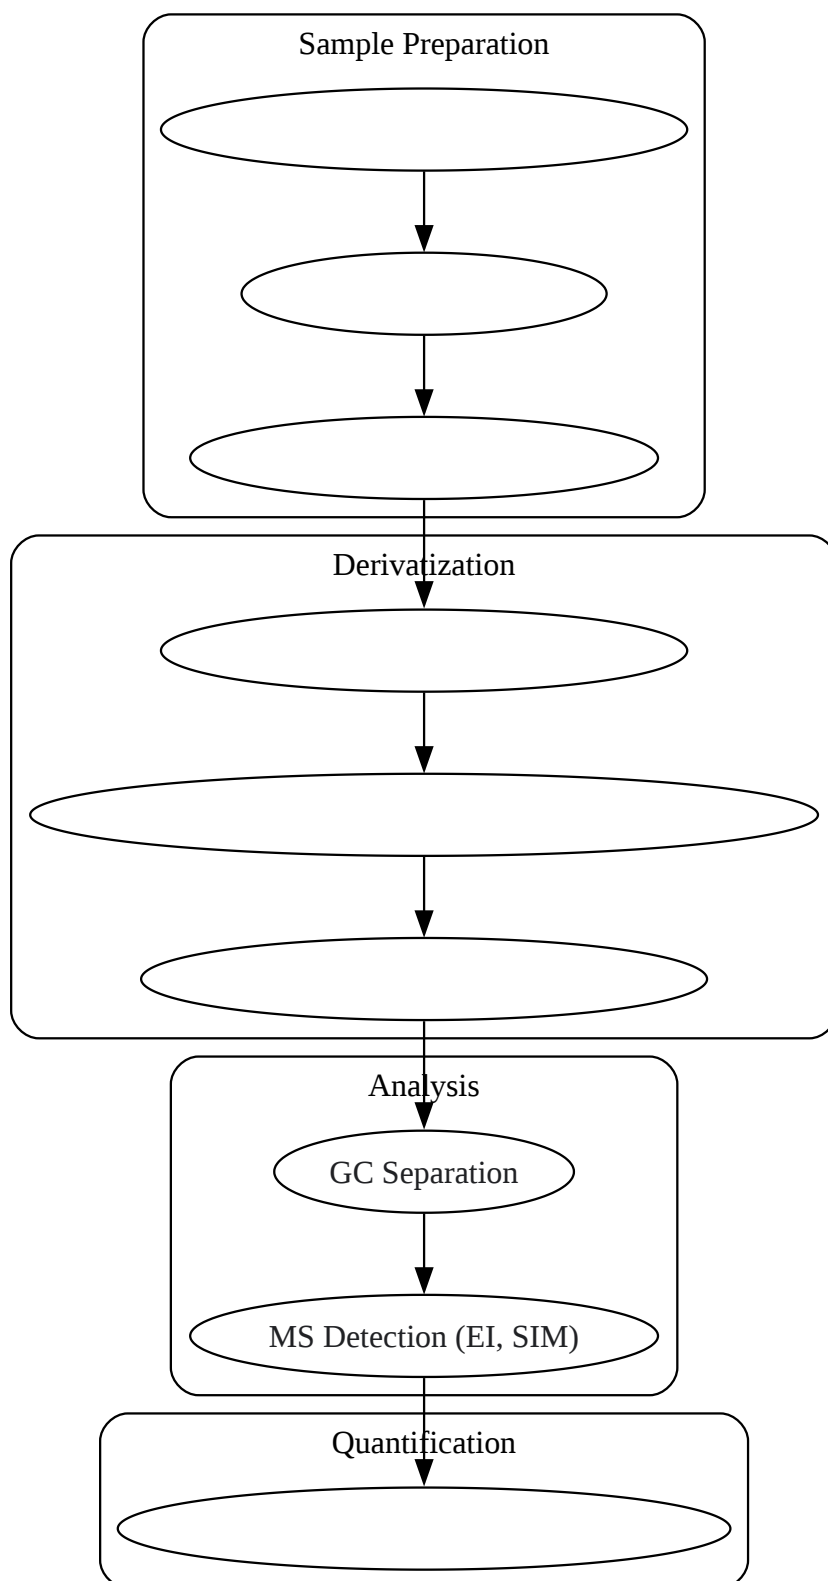 Sample Preparation
Derivatization
Analysis
GC Separation
MS Detection (EI, SIM)
Quantification